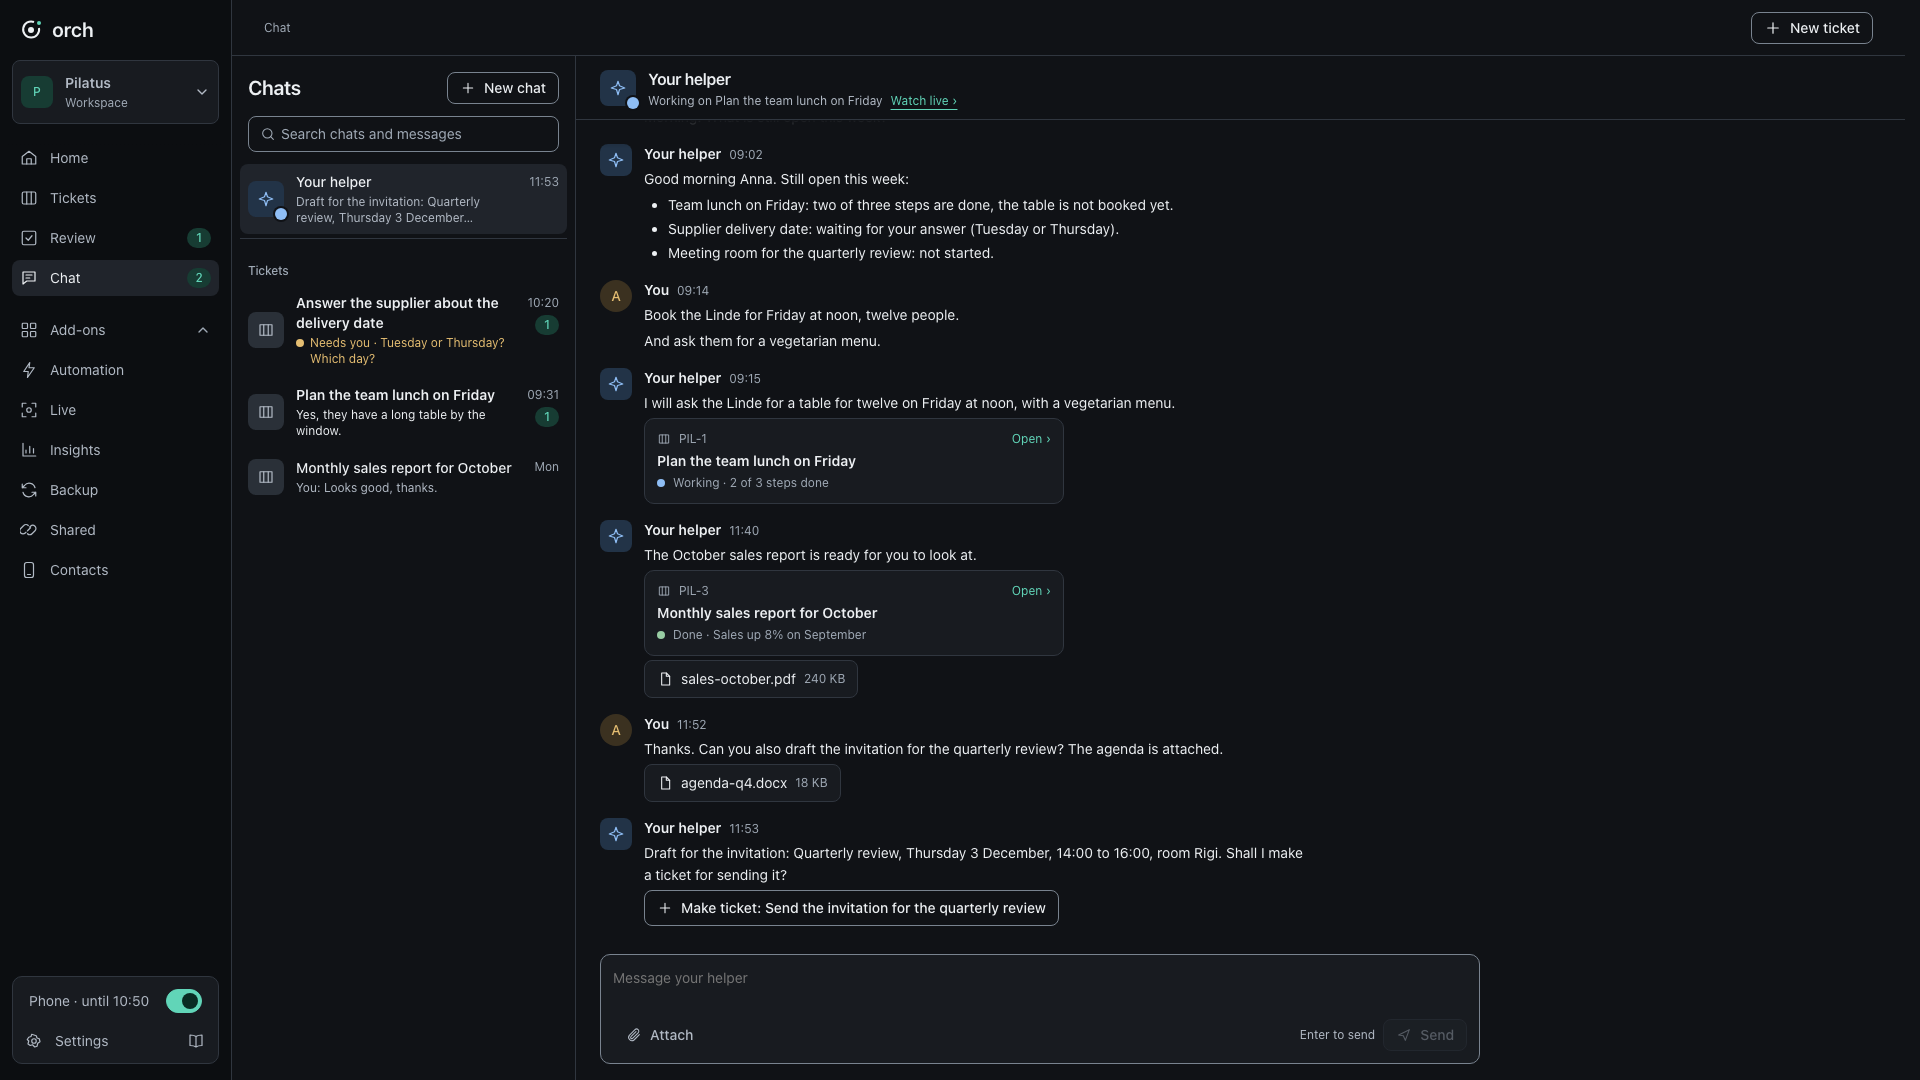 orch
P
Pilatus
Workspace
Home
Tickets
Review
1
Chat
2
Add-ons
Automation
Live
Insights
Backup
Shared
Contacts
Phone · until 10:50
Settings
Chat
New ticket
Chats
New chat
Search chats and messages
Your helper
11:53
Draft for the invitation: Quarterly
review, Thursday 3 December…
Tickets
Answer the supplier about the
delivery date
10:20
1
Needs you · Tuesday or Thursday?
Which day?
Plan the team lunch on Friday
09:31
1
Yes, they have a long table by the
window.
Monthly sales report for October
Mon
You: Looks good, thanks.
Your helper
Working on Plan the team lunch on Friday Watch live ›
Your helper 09:02
Good morning Anna. Still open this week:
• Team lunch on Friday: two of three steps are done, the table is not booked yet.
• Supplier delivery date: waiting for your answer (Tuesday or Thursday).
• Meeting room for the quarterly review: not started.
A
You 09:14
Book the Linde for Friday at noon, twelve people.
And ask them for a vegetarian menu.
Your helper 09:15
I will ask the Linde for a table for twelve on Friday at noon, with a vegetarian menu.
PIL-1
Open ›
Plan the team lunch on Friday
Working · 2 of 3 steps done
Your helper 11:40
The October sales report is ready for you to look at.
PIL-3
Open ›
Monthly sales report for October
Done · Sales up 8% on September
sales-october.pdf 240 KB
A
You 11:52
Thanks. Can you also draft the invitation for the quarterly review? The agenda is attached.
agenda-q4.docx 18 KB
Your helper 11:53
Draft for the invitation: Quarterly review, Thursday 3 December, 14:00 to 16:00, room Rigi. Shall I make
a ticket for sending it?
Make ticket: Send the invitation for the quarterly review
Message your helper
Attach
Enter to send
Send